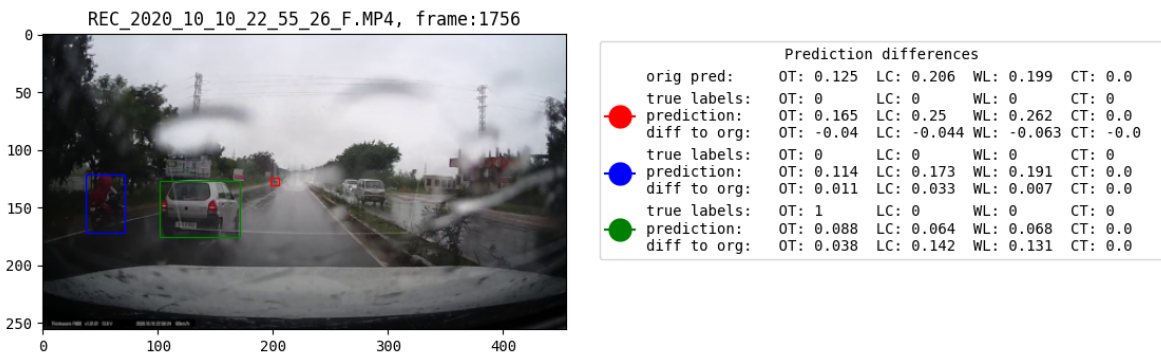 REC_2020_10_10_22_55_26_F.MP4, frame:1756
0
50
100
150
200
250
0 100 200 300 400
Prediction differences
orig pred: OT: 0.125 LC: 0.206 WL: 0.199 CT: 0.0
true labels: OT: 0 LC: 0 WL: 0 CT: 0
prediction: OT: 0.165 LC: 0.25 WL: 0.262 CT: 0.0
diff to org: OT: -0.04 LC: -0.044 WL: -0.063 CT: -0.0
true labels: OT: 0 LC: 0 WL: 0 CT: 0
prediction: OT: 0.114 LC: 0.173 WL: 0.191 CT: 0.0
diff to org: OT: 0.011 LC: 0.033 WL: 0.007 CT: 0.0
true labels: OT: 1 LC: 0 WL: 0 CT: 0
prediction: OT: 0.088 LC: 0.064 WL: 0.068 CT: 0.0
diff to org: OT: 0.038 LC: 0.142 WL: 0.131 CT: 0.0